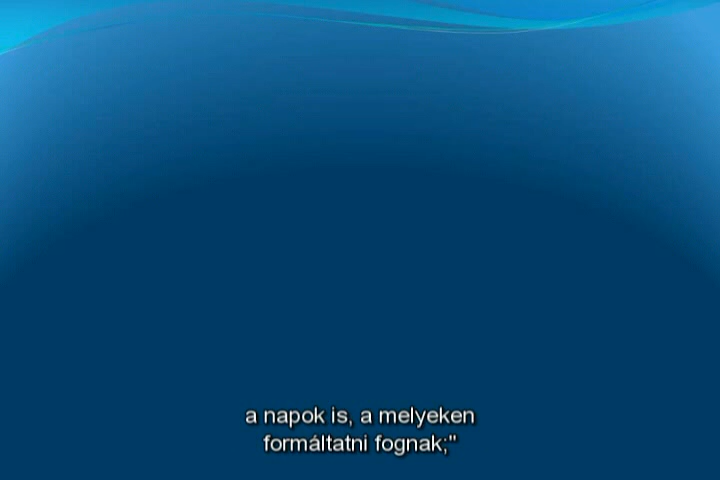 a napok is, a melyeken
formáltatni fognak;"